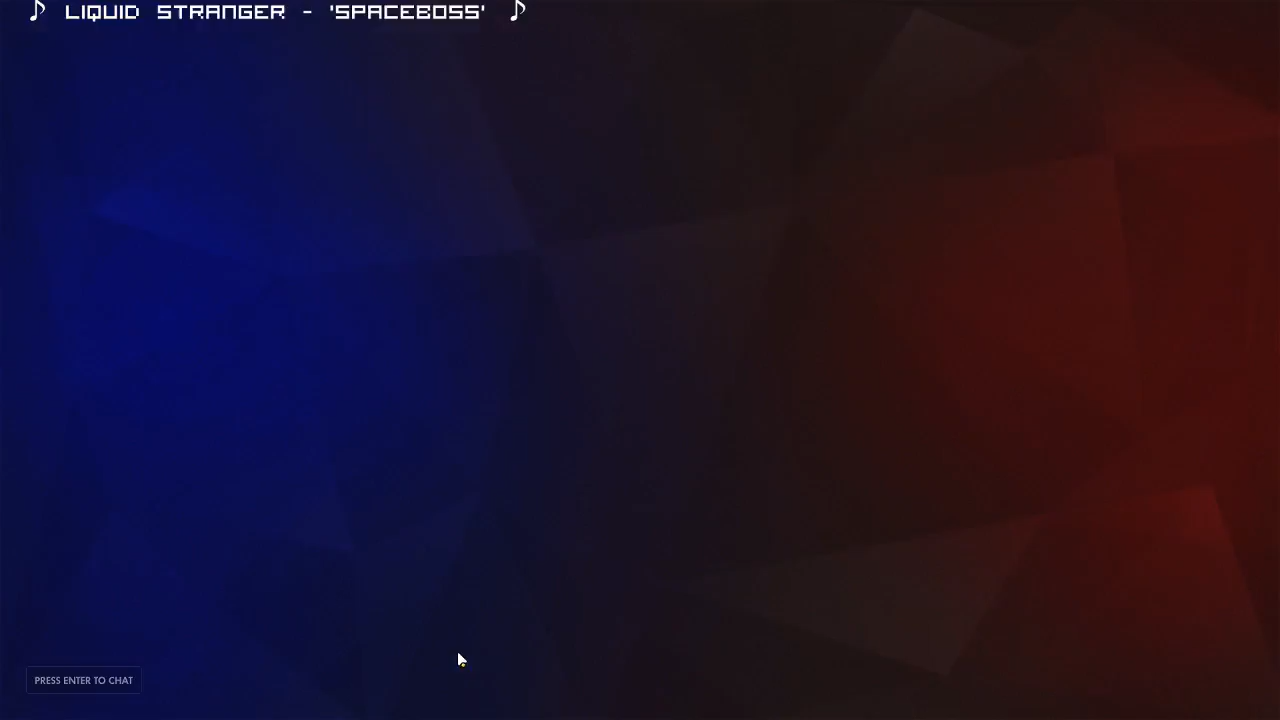 ♪ LIQUID STRANGER - 'SPACEBOSS' ♪
PRESS ENTER TO CHAT